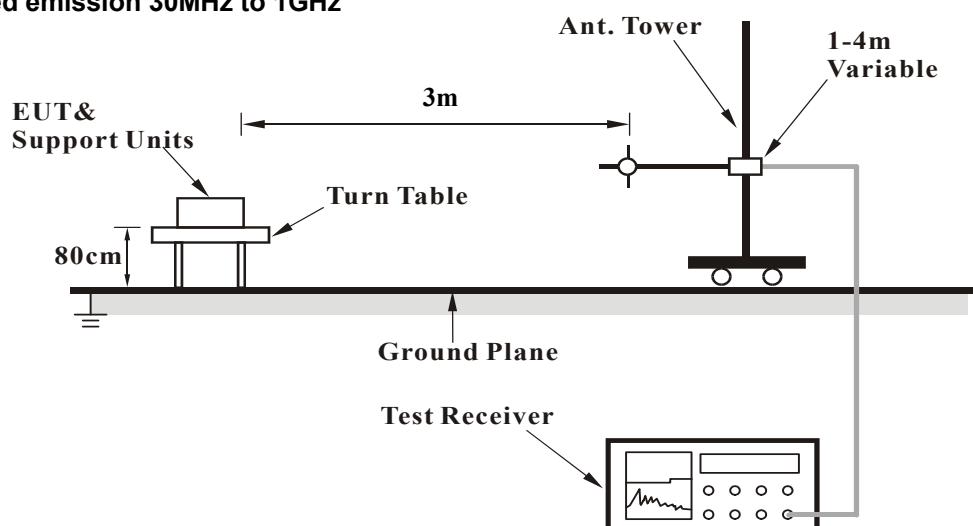 ed emission 30MHz to 1GHz
Ant. Tower
1-4m
Variable
3m
EUT&
Support Units
Turn Table
80cm
Ground Plane
Test Receiver